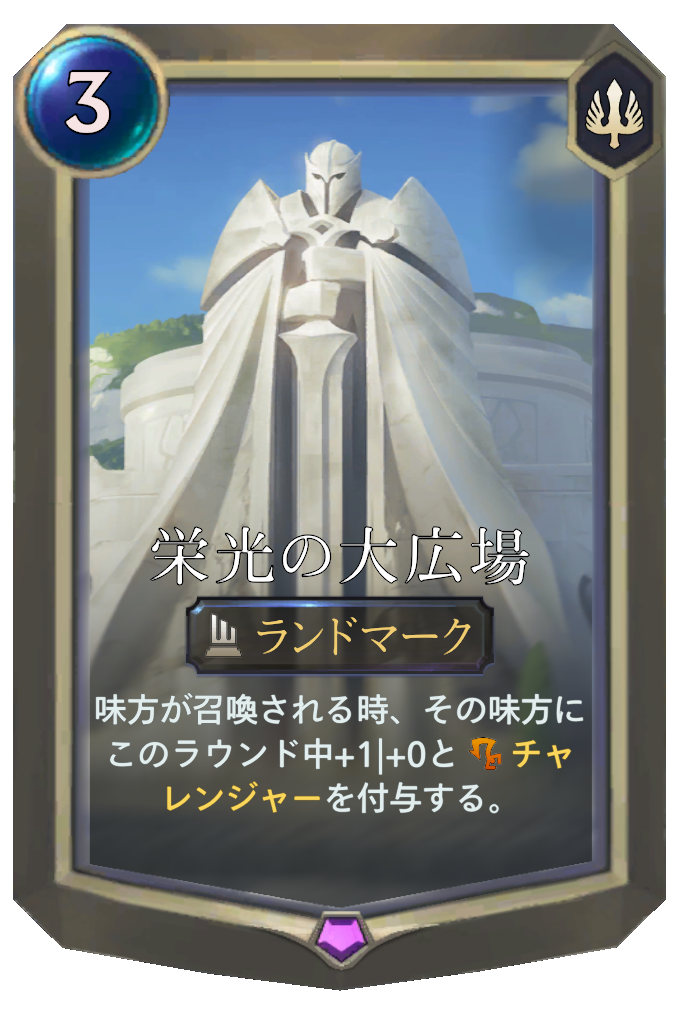 3
栄光の大広場
ランドマーク
味方が召喚される時、その味方に
このラウンド中+1|+0と チャ
レンジャーを付与する。